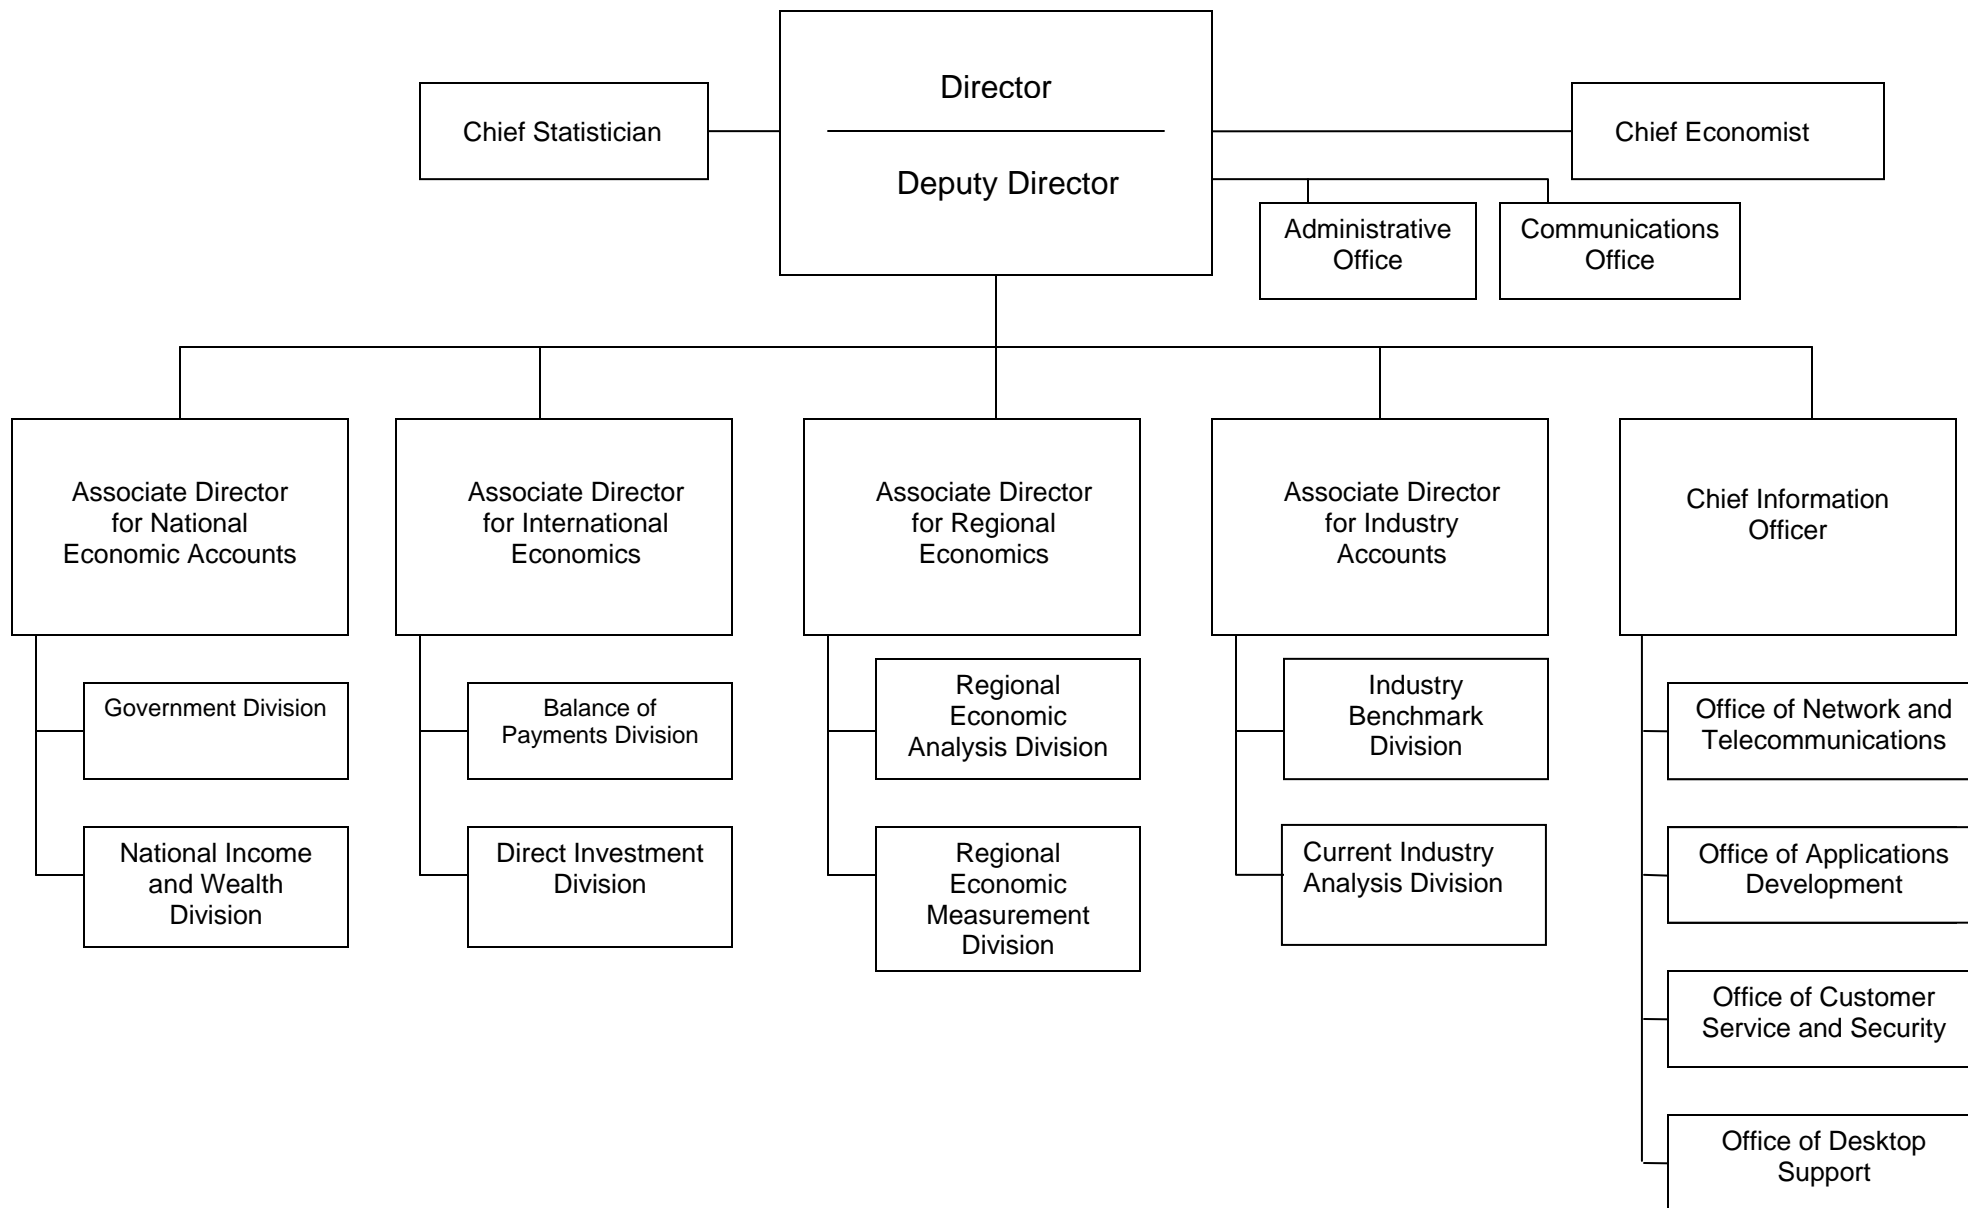 Director
Deputy Director
Chief Statistician
Chief Economist
Administrative
Office
Communications
Office
Associate Director
for National
Economic Accounts
Associate Director
for International
Economics
Associate Director
for Regional
Economics
Associate Director
for Industry
Accounts
Chief Information
Officer
Government Division
National Income
and Wealth
Division
Balance of
Payments Division
Direct Investment
Division
Regional
Economic
Analysis Division
Regional
Economic
Measurement
Division
Industry
Benchmark
Division
Current Industry
Analysis Division
Office of Network and
Telecommunications
Office of Applications
Development
Office of Customer
Service and Security
Office of Desktop
Support